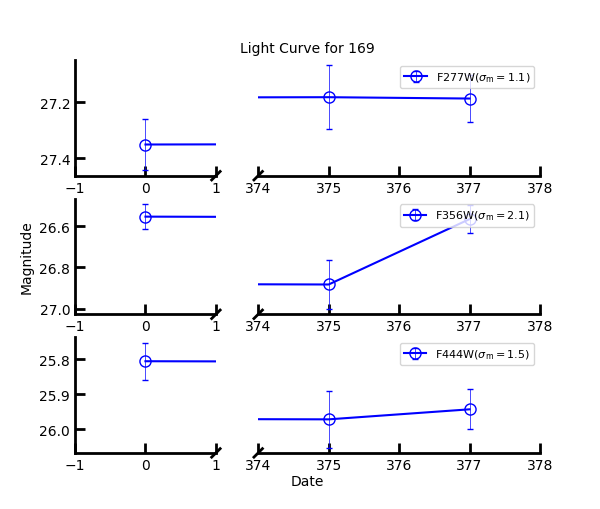 Light Curve for 169
F277W(σm = 1.1)
27.2
27.4
−1 0 1 374 375 376 377 378
F356W(σm = 2.1)
26.6
26.8
27.0
−1 0 1 374 375 376 377 378
Magnitude
F444W(σm = 1.5)
25.8
25.9
26.0
−1 0 1 374 375 376 377 378
Date